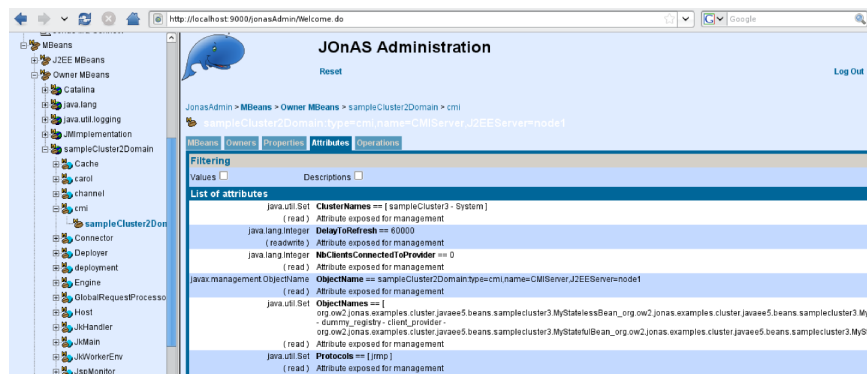 http://localhost:9000/jonasAdmin/Welcome.do
Google
MBeans
J2EE MBeans
Owner MBeans
Catalina
java.lang
java.util.logging
JMImplementation
sampleCluster2Domain
Cache
carol
channel
cmi
sampleCluster2Don
Connector
Deployer
deployment
Engine
GlobalRequestProcesso
Host
JkHandler
JkMain
JkWorkerEnv
JspMonitor
JOnAS Administration
Reset
Log Out
JonasAdmin > MBeans > Owner MBeans > sampleCluster2Domain > cmi
sampleCluster2Domain:type=cmi,name=CMIServer,J2EEServer=node1
MBeans Owners Properties Attributes Operations
Filtering
Values Descriptions
List of attributes
java.util.Set ClusterNames == [ sampleCluster3 - System ]
( read ) Attribute exposed for management
java.lang.Integer DelayToRefresh == 60000
( readwrite ) Attribute exposed for management
java.lang.Integer NbClientsConnectedToProvider == 0
( read ) Attribute exposed for management
javax.management.ObjectName ObjectName == sampleCluster2Domain:type=cmi,name=CMIServer,J2EEServer=node1
( read ) Attribute exposed for management
java.util.Set ObjectNames == [
org.ow2.jonas.examples.cluster.javaee5.beans.samplecluster3.MyStatelessBean_org.ow2.jonas.examples.cluster.javaee5.beans.samplecluster3.My
- dummy_registry - client_provider -
org.ow2.jonas.examples.cluster.javaee5.beans.samplecluster3.MyStatefulBean_org.ow2.jonas.examples.cluster.javaee5.beans.samplecluster3.MyS
( read ) Attribute exposed for management
java.util.Set Protocols == [ jrmp ]
( read ) Attribute exposed for management